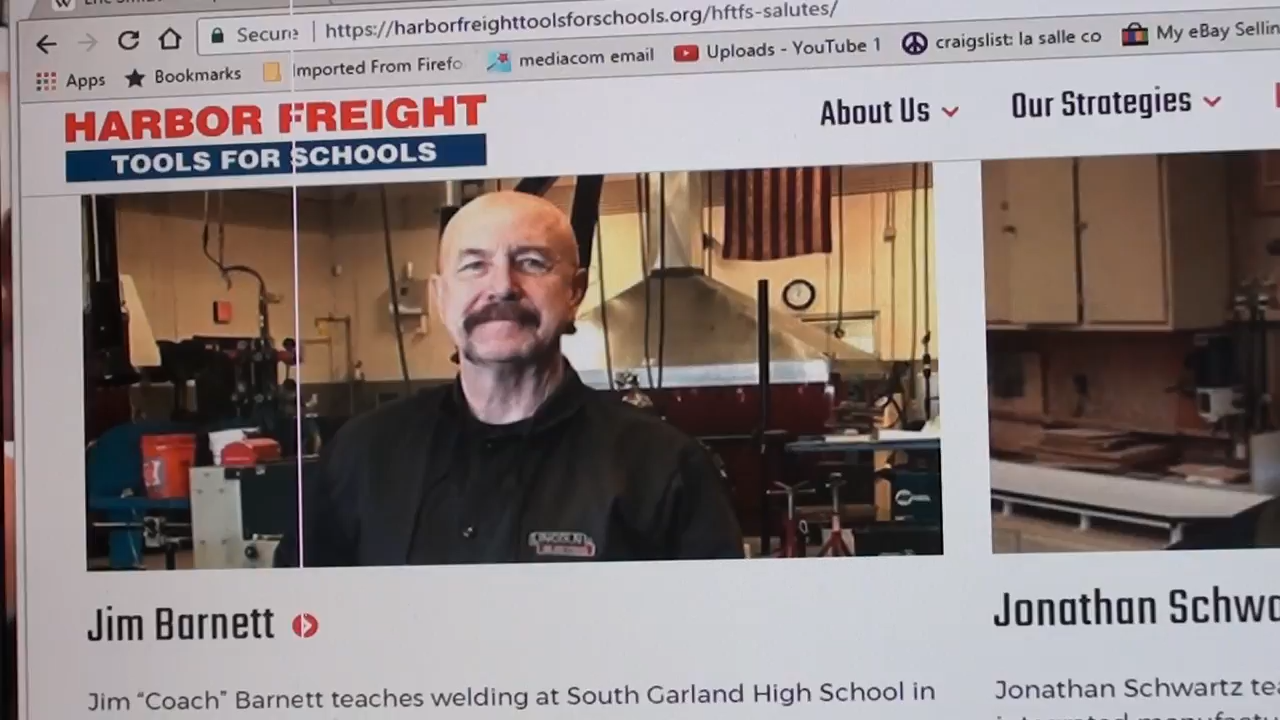 Secure | https://harborfreighttoolsforschools.org/hftfs-salutes/
Apps Bookmarks Imported From Firefo mediacom email Uploads - YouTube 1 craigslist: la salle co My eBay Sellin
HARBOR FREIGHT
TOOLS FOR SCHOOLS
About Us Our Strategies
LINCOLN
Jim Barnett
Jonathan Schwa
Jim “Coach” Barnett teaches welding at South Garland High School in
Jonathan Schwartz tea